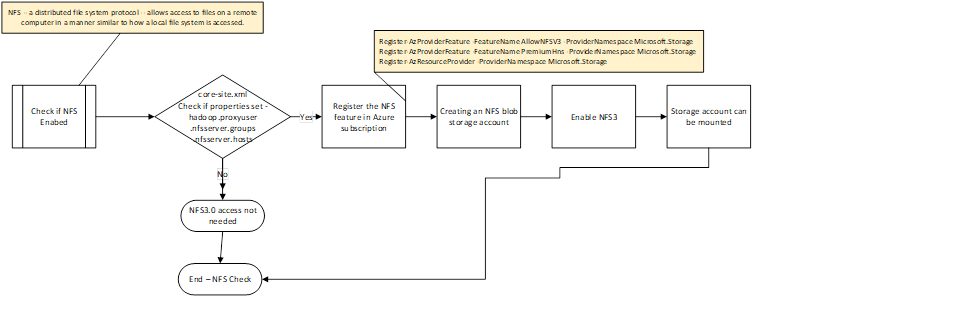 NFS – a distributed file system protocol – allows access to files on a remote
computer in a manner similar to how a local file system is accessed.
Register-AzProviderFeature -FeatureName AllowNFSV3 -ProviderNamespace Microsoft.Storage
Register-AzProviderFeature -FeatureName PremiumHns -ProviderNamespace Microsoft.Storage
Register-AzResourceProvider -ProviderNamespace Microsoft.Storage
Check if NFS
Enabed
core-site.xml
Check if properties set -
hadoop.proxyuser
.nfsserver.groups
.nfsserver.hosts
Yes
Register the NFS
feature in Azure
subscription
Creating an NFS blob
storage account
Enable NFS3
Storage account can
be mounted
No
NFS3.0 access not
needed
End – NFS Check